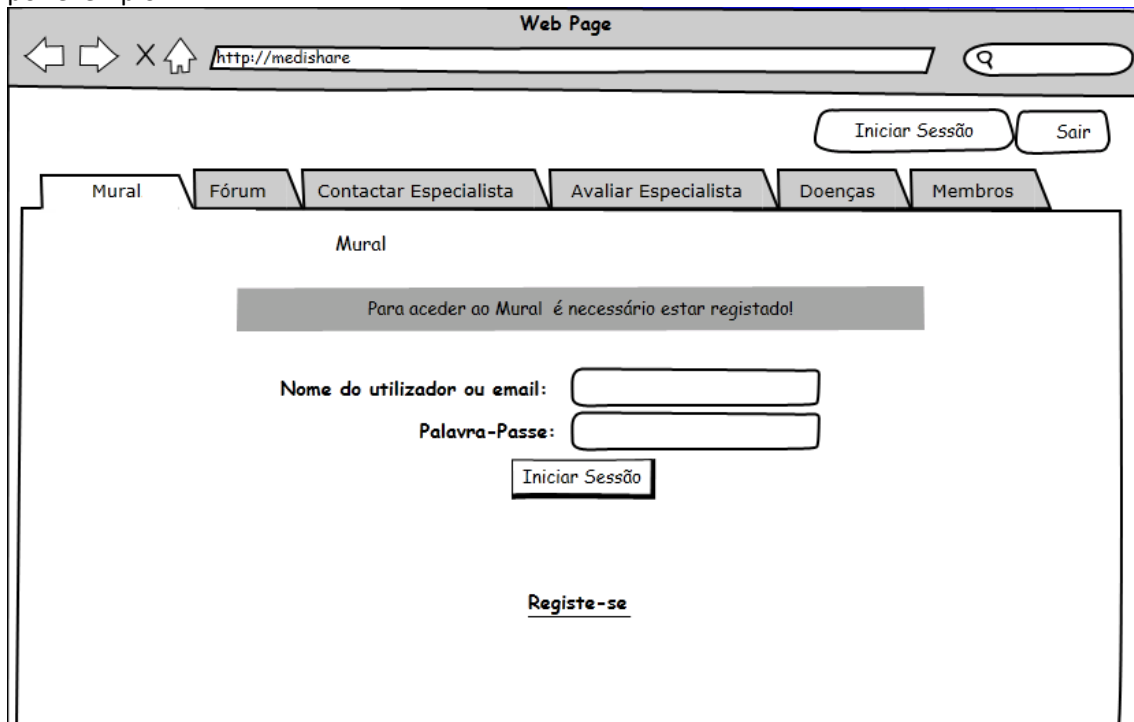 Web Page
http://medishare
Iniciar Sessão Sair
Mural Fórum Contactar Especialista Avaliar Especialista Doenças Membros
Mural
Para aceder ao Mural é necessário estar registado!
Nome do utilizador ou email:
Palavra-Passe:
Iniciar Sessão
Registe-se